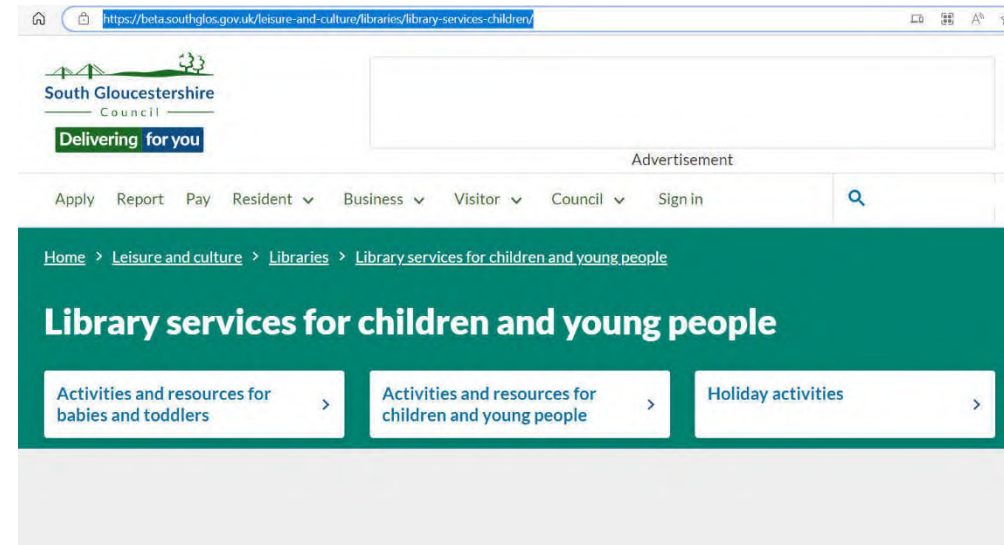 https://beta.southglos.gov.uk/leisure-and-culture/libraries/library-services-children/
South Gloucestershire
Council
Delivering for you
Advertisement
Apply Report Pay Resident Business Visitor Council Sign in
Home > Leisure and culture > Libraries > Library services for children and young people
Library services for children and young people
Activities and resources for
babies and toddlers
Activities and resources for
children and young people
Holiday activities